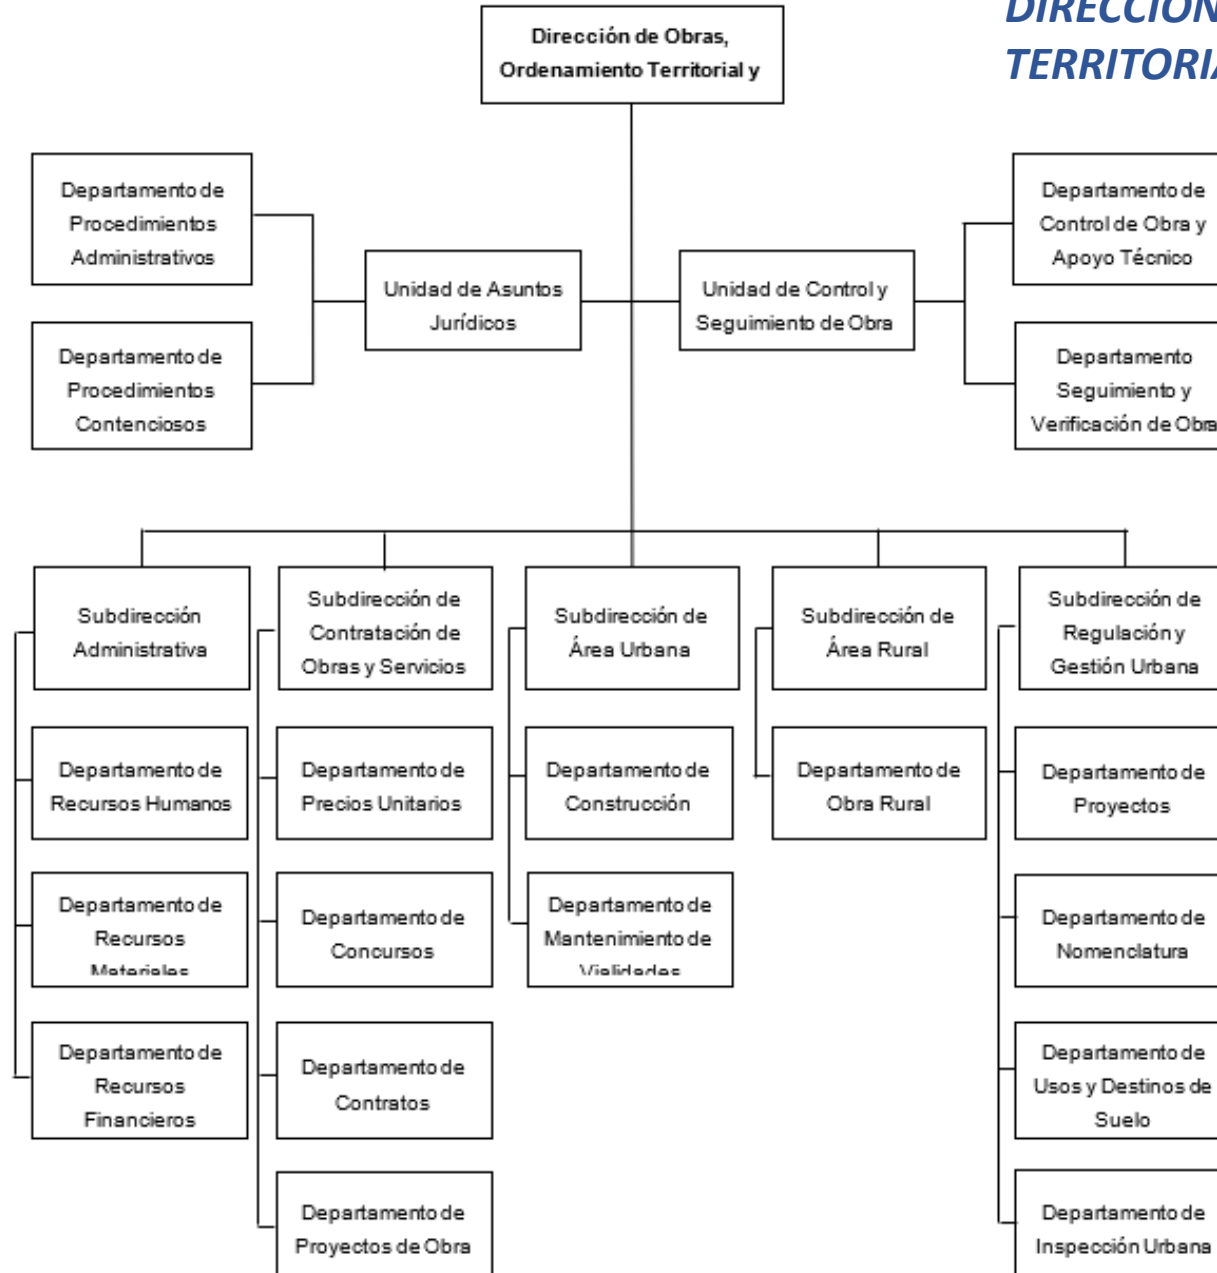 DIRECCIÓN
TERRITORIA
Dirección de Obras,
Ordenamiento Territorial y
Departamento de
Procedimientos
Administrativos
Departamento de
Control de Obra y
Apoyo Técnico
Unidad de Asuntos
Jurídicos
Unidad de Control y
Seguimiento de Obra
Departamento de
Procedimientos
Contenciosos
Departamento
Seguimiento y
Verificación de Obra
Subdirección
Administrativa
Subdirección de
Contratación de
Obras y Servicios
Subdirección de
Área Urbana
Subdirección de
Área Rural
Subdirección de
Regulación y
Gestión Urbana
Departamento de
Recursos Humanos
Departamento de
Precios Unitarios
Departamento de
Construcción
Departamento de
Obra Rural
Departamento de
Proyectos
Departamento de
Recursos
Materiales
Departamento de
Concursos
Departamento de
Mantenimiento de
Vialidades
Departamento de
Nomenclatura
Departamento de
Recursos
Financieros
Departamento de
Contratos
Departamento de
Usos y Destinos de
Suelo
Departamento de
Proyectos de Obra
Departamento de
Inspección Urbana